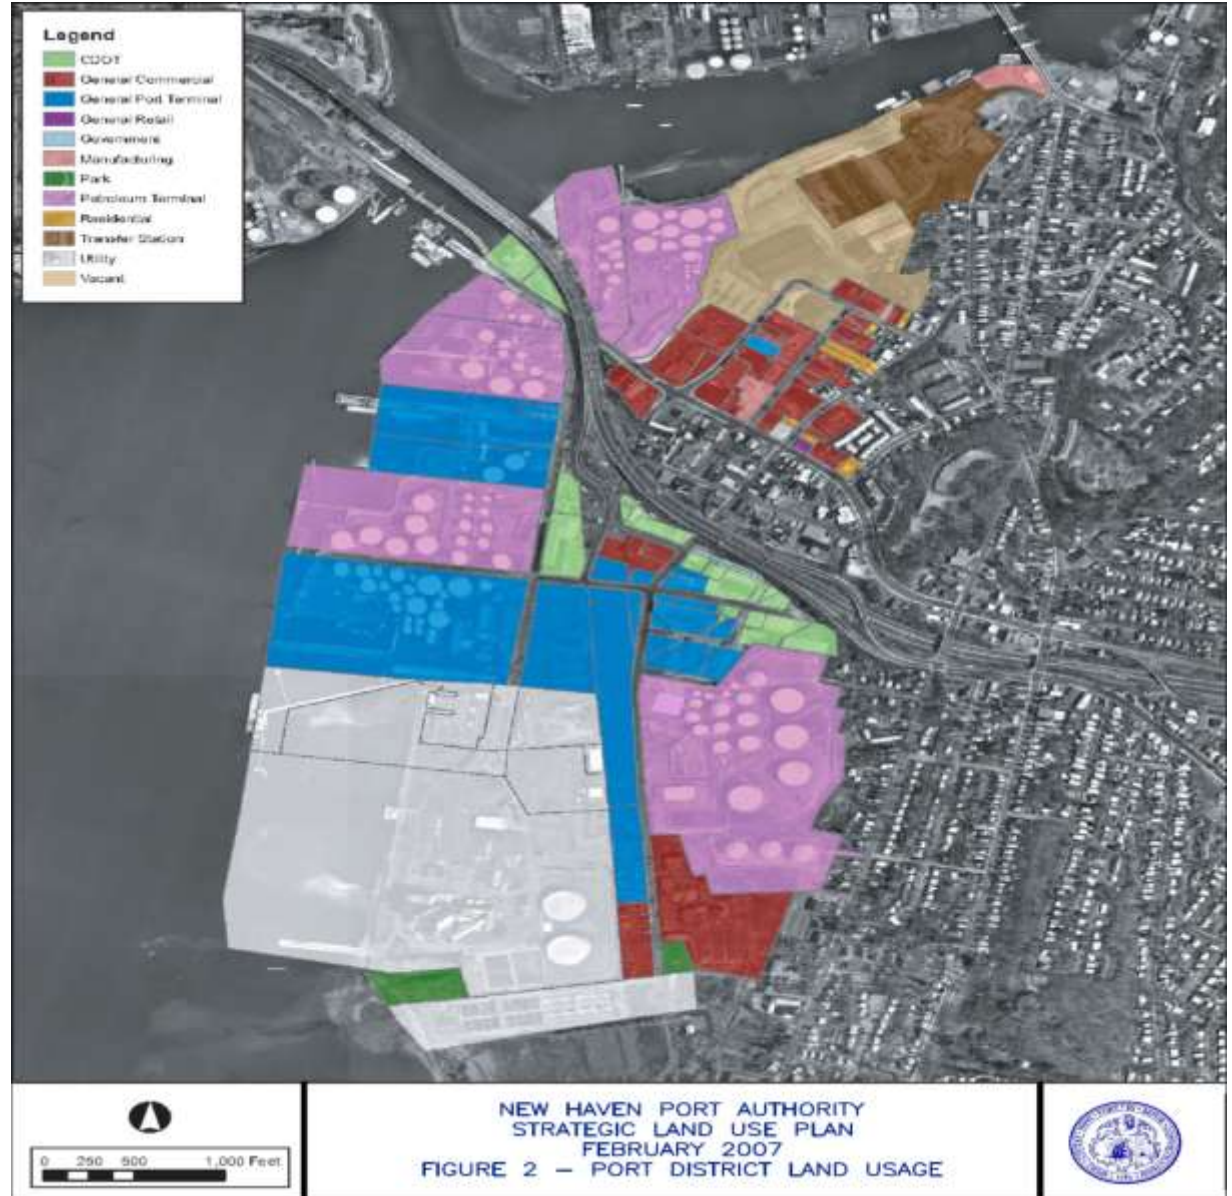 Legend
CDOT
General Commercial
General Port Terminal
General Retail
Government
Manufacturing
Park
Petroleum Terminal
Residential
Transfer Station
Utility
Vacant
0 250 500 1,000 Feet
NEW HAVEN PORT AUTHORITY
STRATEGIC LAND USE PLAN
FEBRUARY 2007
FIGURE 2 – PORT DISTRICT LAND USAGE